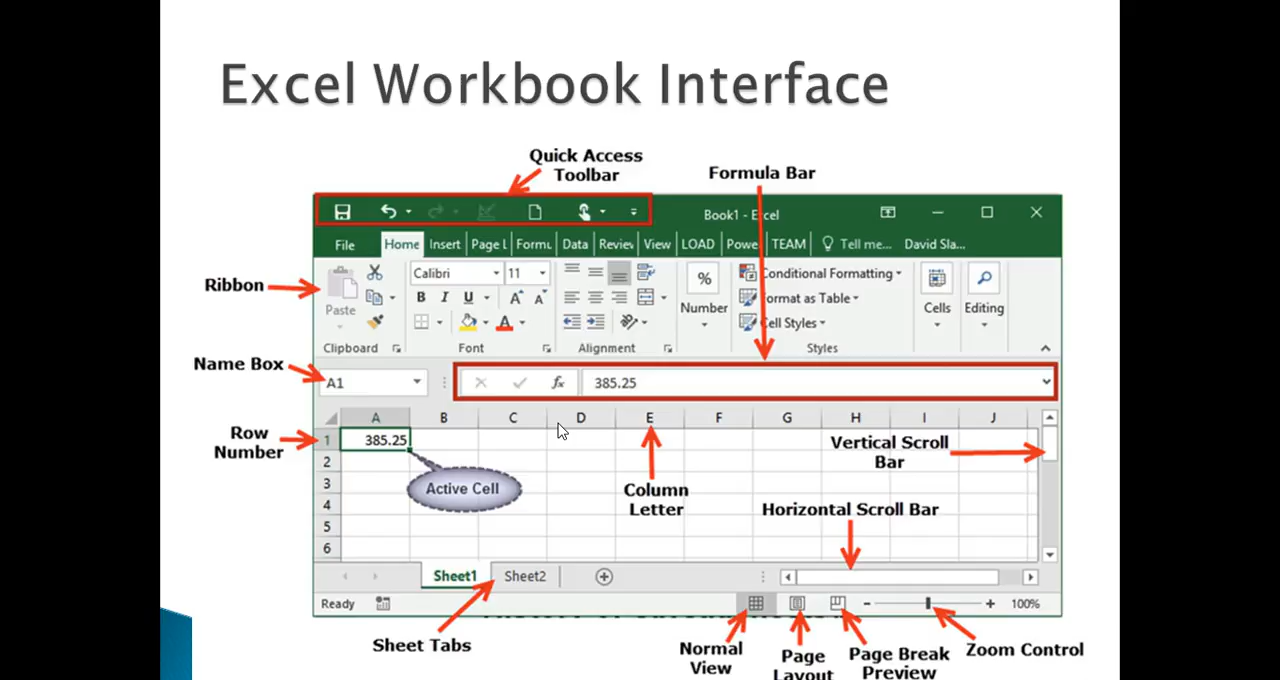 Excel Workbook Interface
Quick Access
Toolbar
Formula Bar
Book1 - Excel
File Home Insert Page L Formu Data Review View LOAD Powe TEAM Tell me... David Sla...
Ribbon
Calibri 11
%
Conditional Formatting
Format as Table
Cell Styles
Paste
B I U A A
A
Number
Cells
Editing
Clipboard Font Alignment Styles
Name Box
A1
fx
385.25
A B C D E F G H I J
Row
Number
1 385.25
2
3
4
5
6
Active Cell
Column
Letter
Vertical Scroll
Bar
Horizontal Scroll Bar
Sheet1 Sheet2
Ready
100%
Sheet Tabs
Normal
View
Page
Layout
Page Break
Preview
Zoom Control